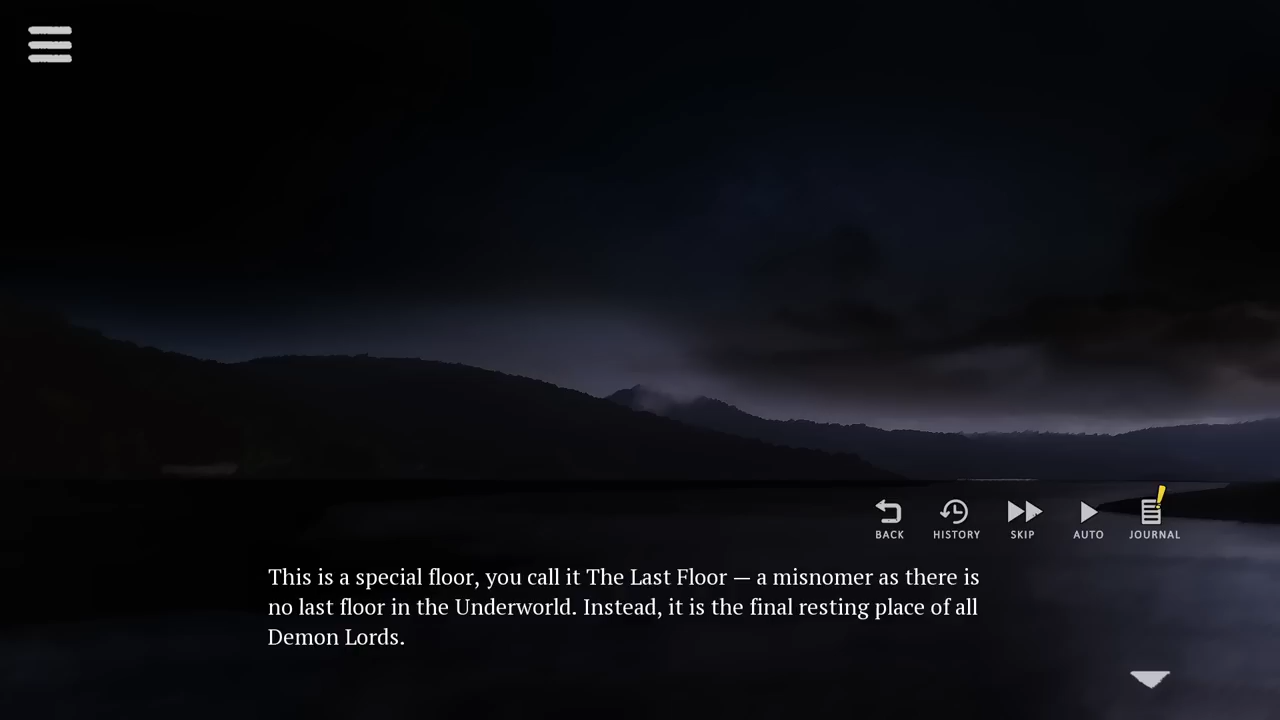 BACK HISTORY SKIP AUTO JOURNAL
This is a special floor, you call it The Last Floor — a misnomer as there is
no last floor in the Underworld. Instead, it is the final resting place of all
Demon Lords.